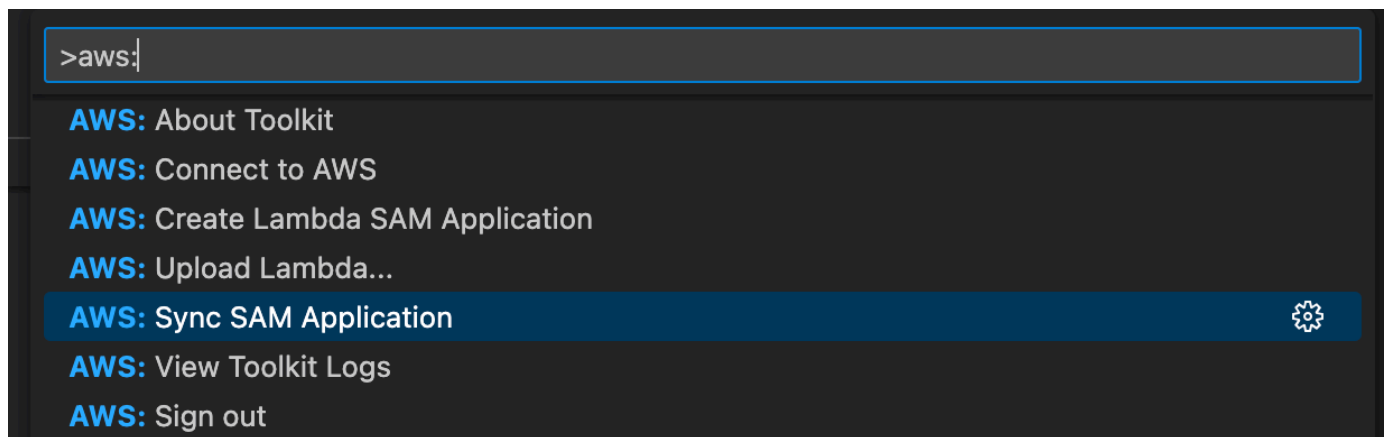 >aws:
AWS: About Toolkit
AWS: Connect to AWS
AWS: Create Lambda SAM Application
AWS: Upload Lambda...
AWS: Sync SAM Application
AWS: View Toolkit Logs
AWS: Sign out